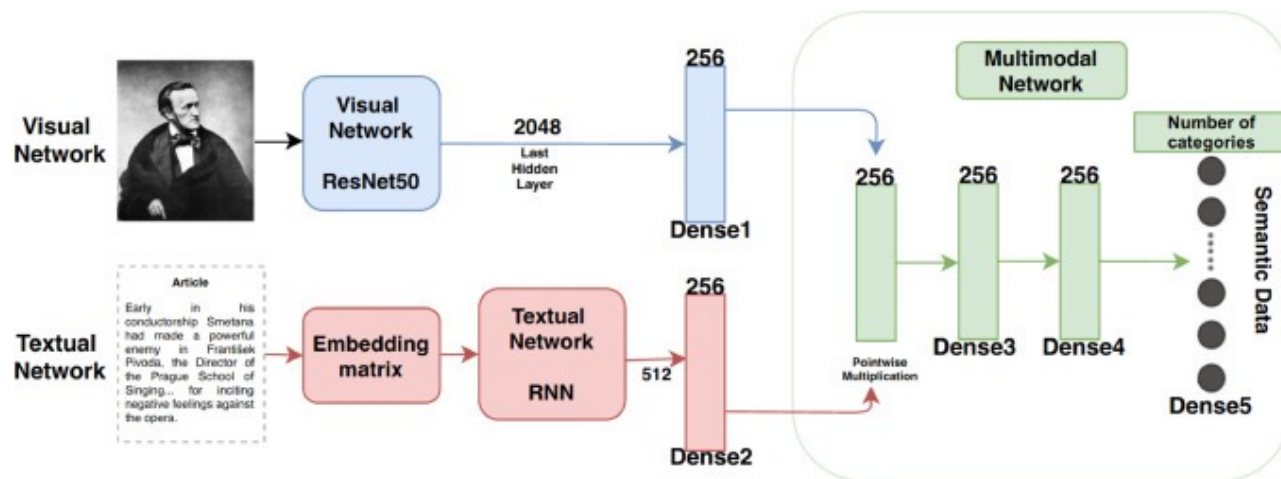 Visual
Network
Visual
Network
ResNet50
2048
Last
Hidden
Layer
256
Dense1
Multimodal
Network
Number of
categories
256
256
256
Pointwise
Multiplication
Dense3
Dense4
Dense5
Semantic Data
Textual
Network
Article
Early in his
conductorship Smetana
had made a powerful
enemy in František
Pivoda, the Director of
the Prague School of
Singing... for inciting
negative feelings against
the opera.
Embedding
matrix
Textual
Network
RNN
512
256
Dense2